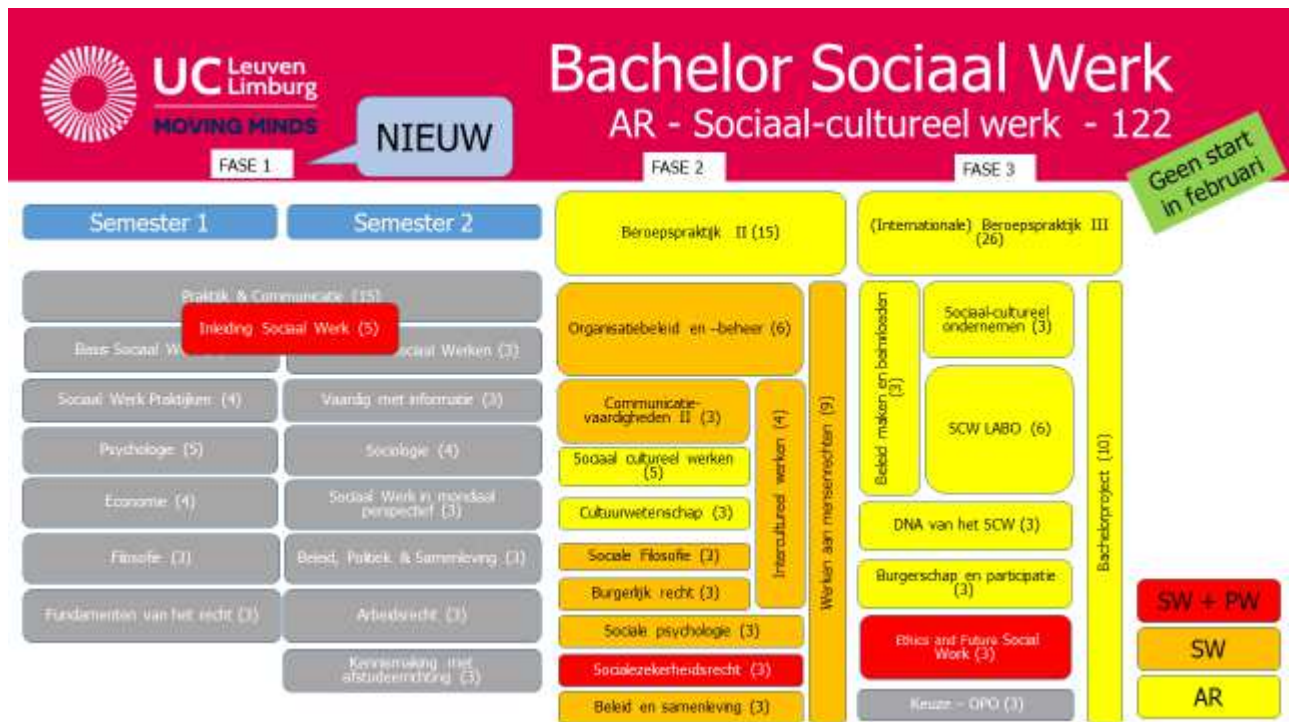 UC Leuven
Limburg
MOVING MINDS
NIEUW
Bachelor Sociaal Werk
AR - Sociaal-cultureel werk - 122
FASE 1
FASE 2
FASE 3
Geen start
in februari
Semester 1
Semester 2
Praktijk & Communicatie (15)
Inleiding Sociaal Werk (5)
Basis Sociaal W
Sociaal Werken (3)
Sociaal Werk Praktijken (4)
Vaardig met informatie (3)
Psychologie (5)
Sociologie (4)
Economie (4)
Sociaal Werk in mondiaal
perspectief (3)
Filosofie (3)
Beleid, Politiek & Samenleving (3)
Fundamenten van het recht (3)
Arbeidsrecht (3)
Kennismaking met
afstudeerrichting (3)
Beroepspraktijk II (15)
Organisatiebeleid en –beheer (6)
Communicatie-
vaardigheden II (3)
Sociaal cultureel werken
(5)
Cultuurwetenschap (3)
Sociale Filosofie (3)
Burgerlijk recht (3)
Intercultureel werken (4)
Werken aan mensenrechten (9)
Sociale psychologie (3)
Socialezekerheidsrecht (3)
Beleid en samenleving (3)
(Internationale) Beroepspraktijk III
(26)
Beleid maken en beïnvloeden
(3)
Sociaal-cultureel
ondernemen (3)
SCW LABO (6)
DNA van het SCW (3)
Burgerschap en participatie
(3)
Ethics and Future Social
Work (3)
Keuze – OPO (3)
Bachelorproject (10)
SW + PW
SW
AR